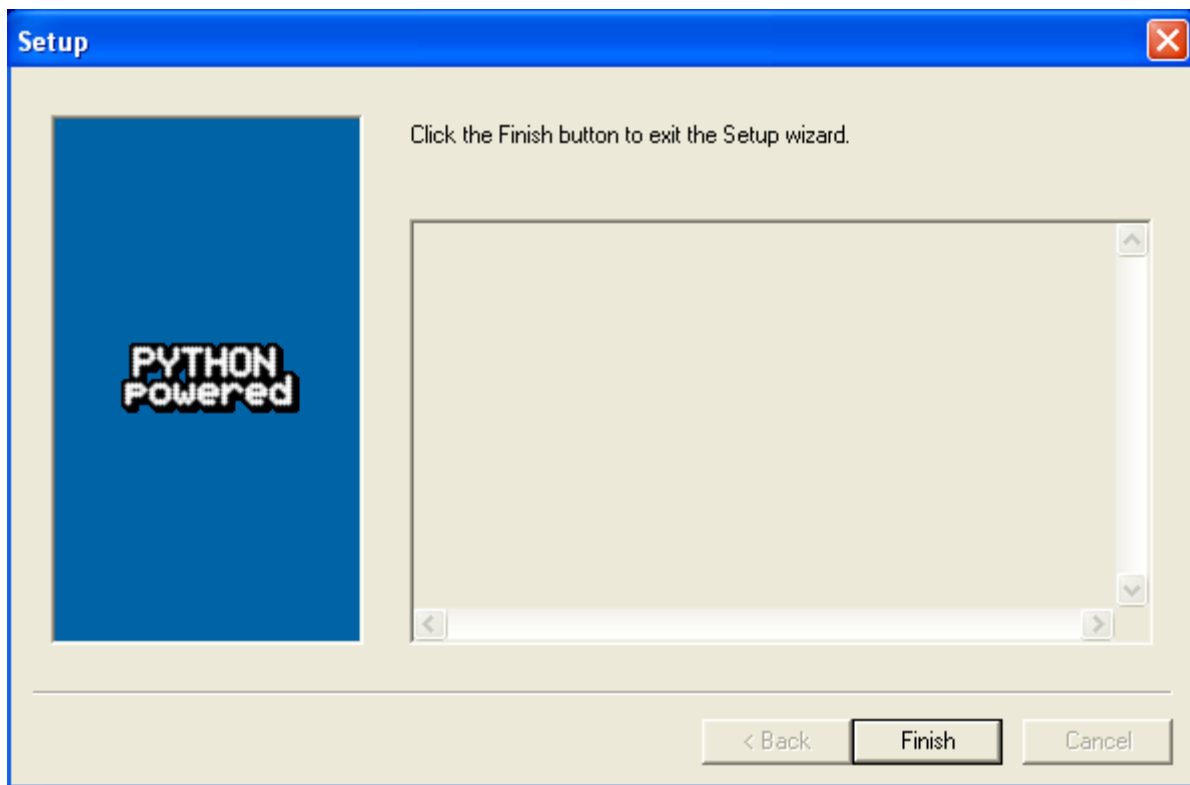 Setup
Click the Finish button to exit the Setup wizard.
PYTHON
powered
< Back
Finish
Cancel